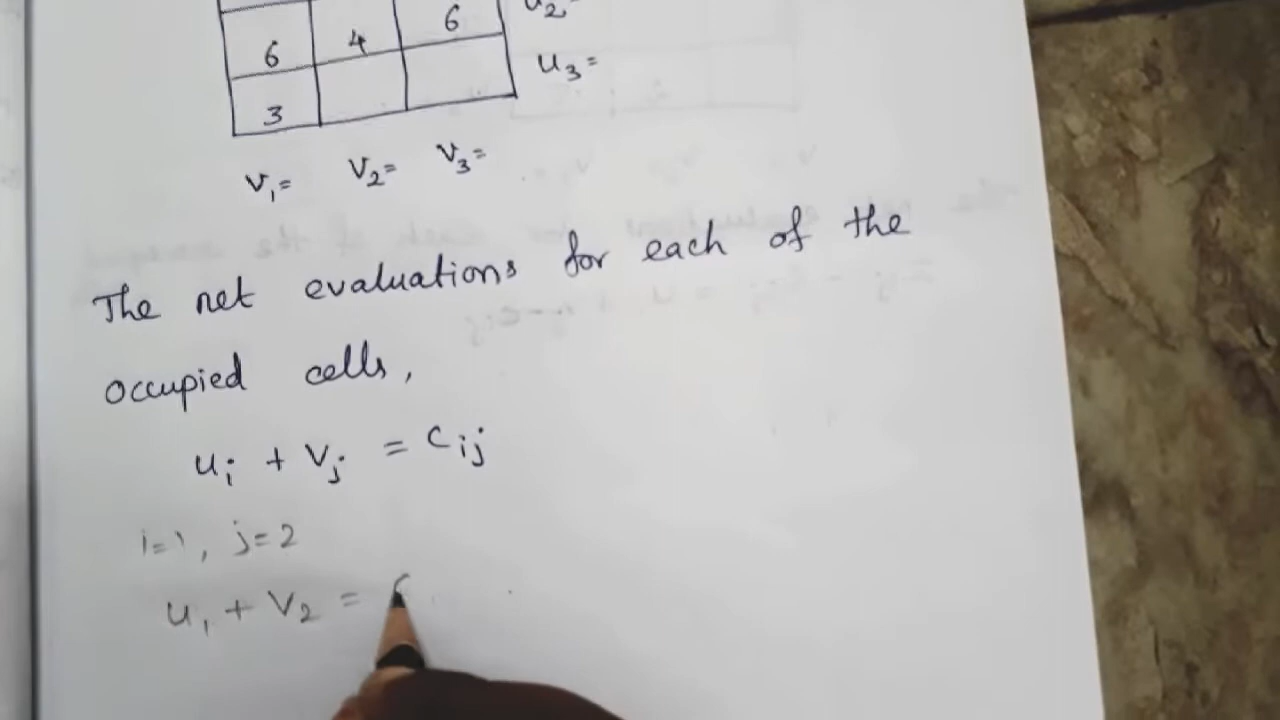 6 4 6 u₂=
3 u₃=
v₁= v₂= v₃=
The net evaluations for each of the
occupied cells,
uᵢ + vⱼ = cᵢⱼ
i=1, j=2
u₁ + v₂ =